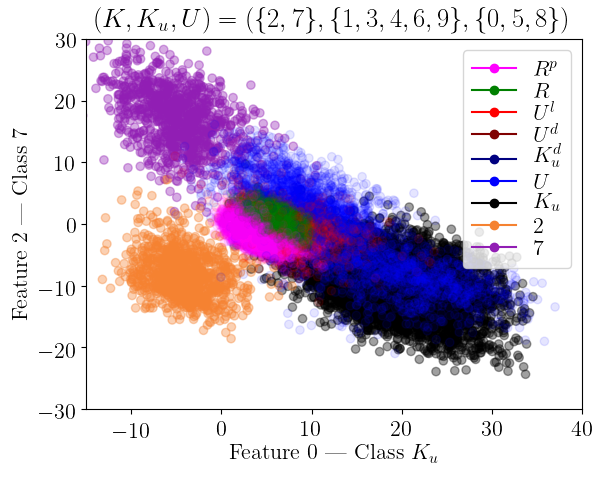 (K, K_u, U) = ({2, 7}, {1, 3, 4, 6, 9}, {0, 5, 8})
30
20
10
0
−10
−20
−30
Feature 2 — Class 7
R^p
R
U^l
U^d
K_u^d
U
K_u
2
7
−10
0
10
20
30
40
Feature 0 — Class K_u